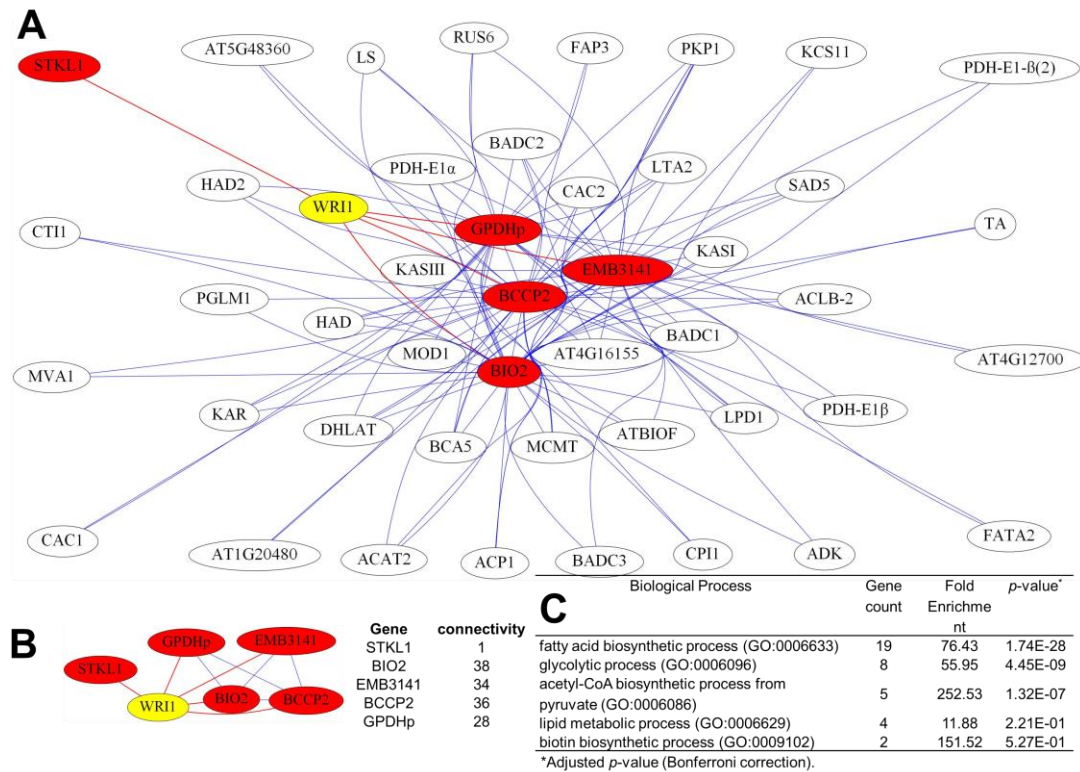 A
AT5G48360
LS
RUS6
FAP3
PKP1
KCS11
STKL1
PDH-E1-ß(2)
BADC2
PDH-E1α
LTA2
HAD2
CAC2
SAD5
WRI1
CTI1
GPDHp
TA
KASIII
KASI
EMB3141
PGLM1
BCCP2
ACLB-2
HAD
BADC1
MOD1
AT4G16155
AT4G12700
MVA1
BIO2
KAR
DHLAT
LPD1
PDH-E1β
BCA5
MCMT
ATBIOF
CAC1
AT1G20480
ACAT2
ACP1
BADC3
CPI1
ADK
FATA2
B
GPDHp
EMB3141
STKL1
WRI1
BIO2
BCCP2
Gene connectivity
STKL1 1
BIO2 38
EMB3141 34
BCCP2 36
GPDHp 28
C
Biological Process Gene Fold p-value*
count Enrichme
nt
fatty acid biosynthetic process (GO:0006633) 19 76.43 1.74E-28
glycolytic process (GO:0006096) 8 55.95 4.45E-09
acetyl-CoA biosynthetic process from
pyruvate (GO:0006086) 5 252.53 1.32E-07
lipid metabolic process (GO:0006629) 4 11.88 2.21E-01
biotin biosynthetic process (GO:0009102) 2 151.52 5.27E-01
*Adjusted p-value (Bonferroni correction).